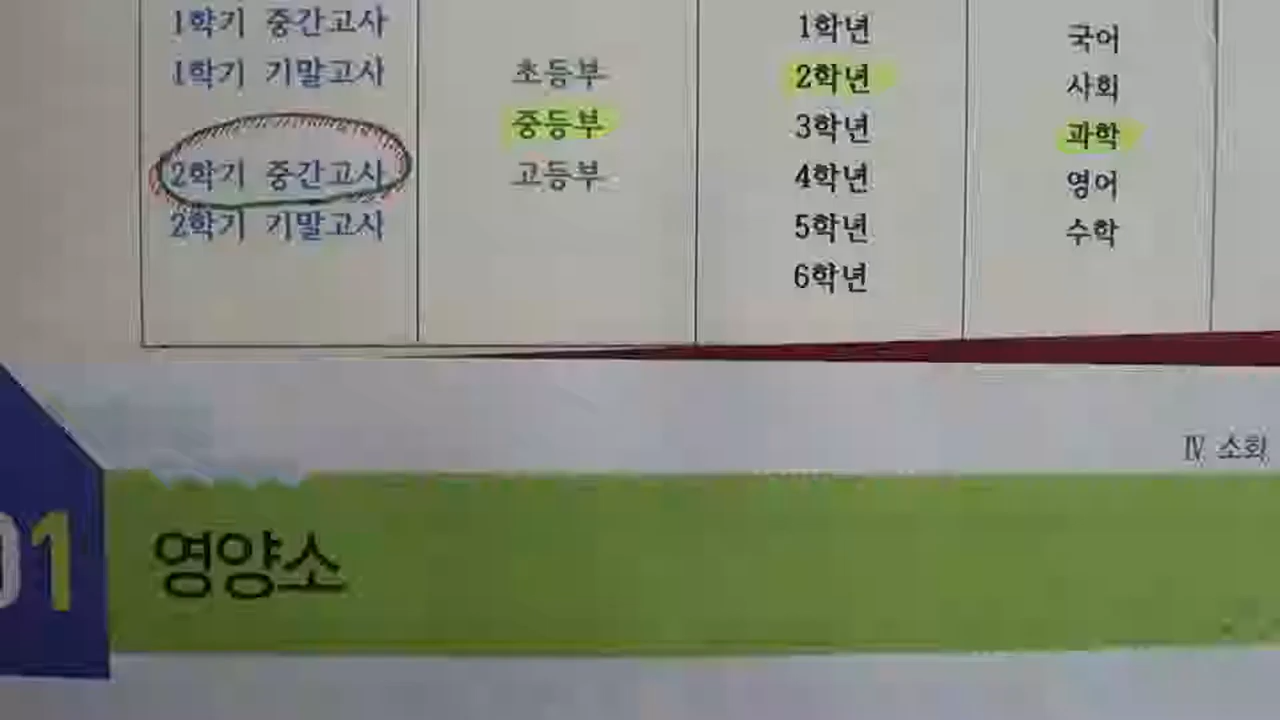 1학기 중간고사
1학기 기말고사
2학기 중간고사
2학기 기말고사
초등부
중등부
고등부
1학년
2학년
3학년
4학년
5학년
6학년
국어
사회
과학
영어
수학
Ⅳ 소화
01 영양소